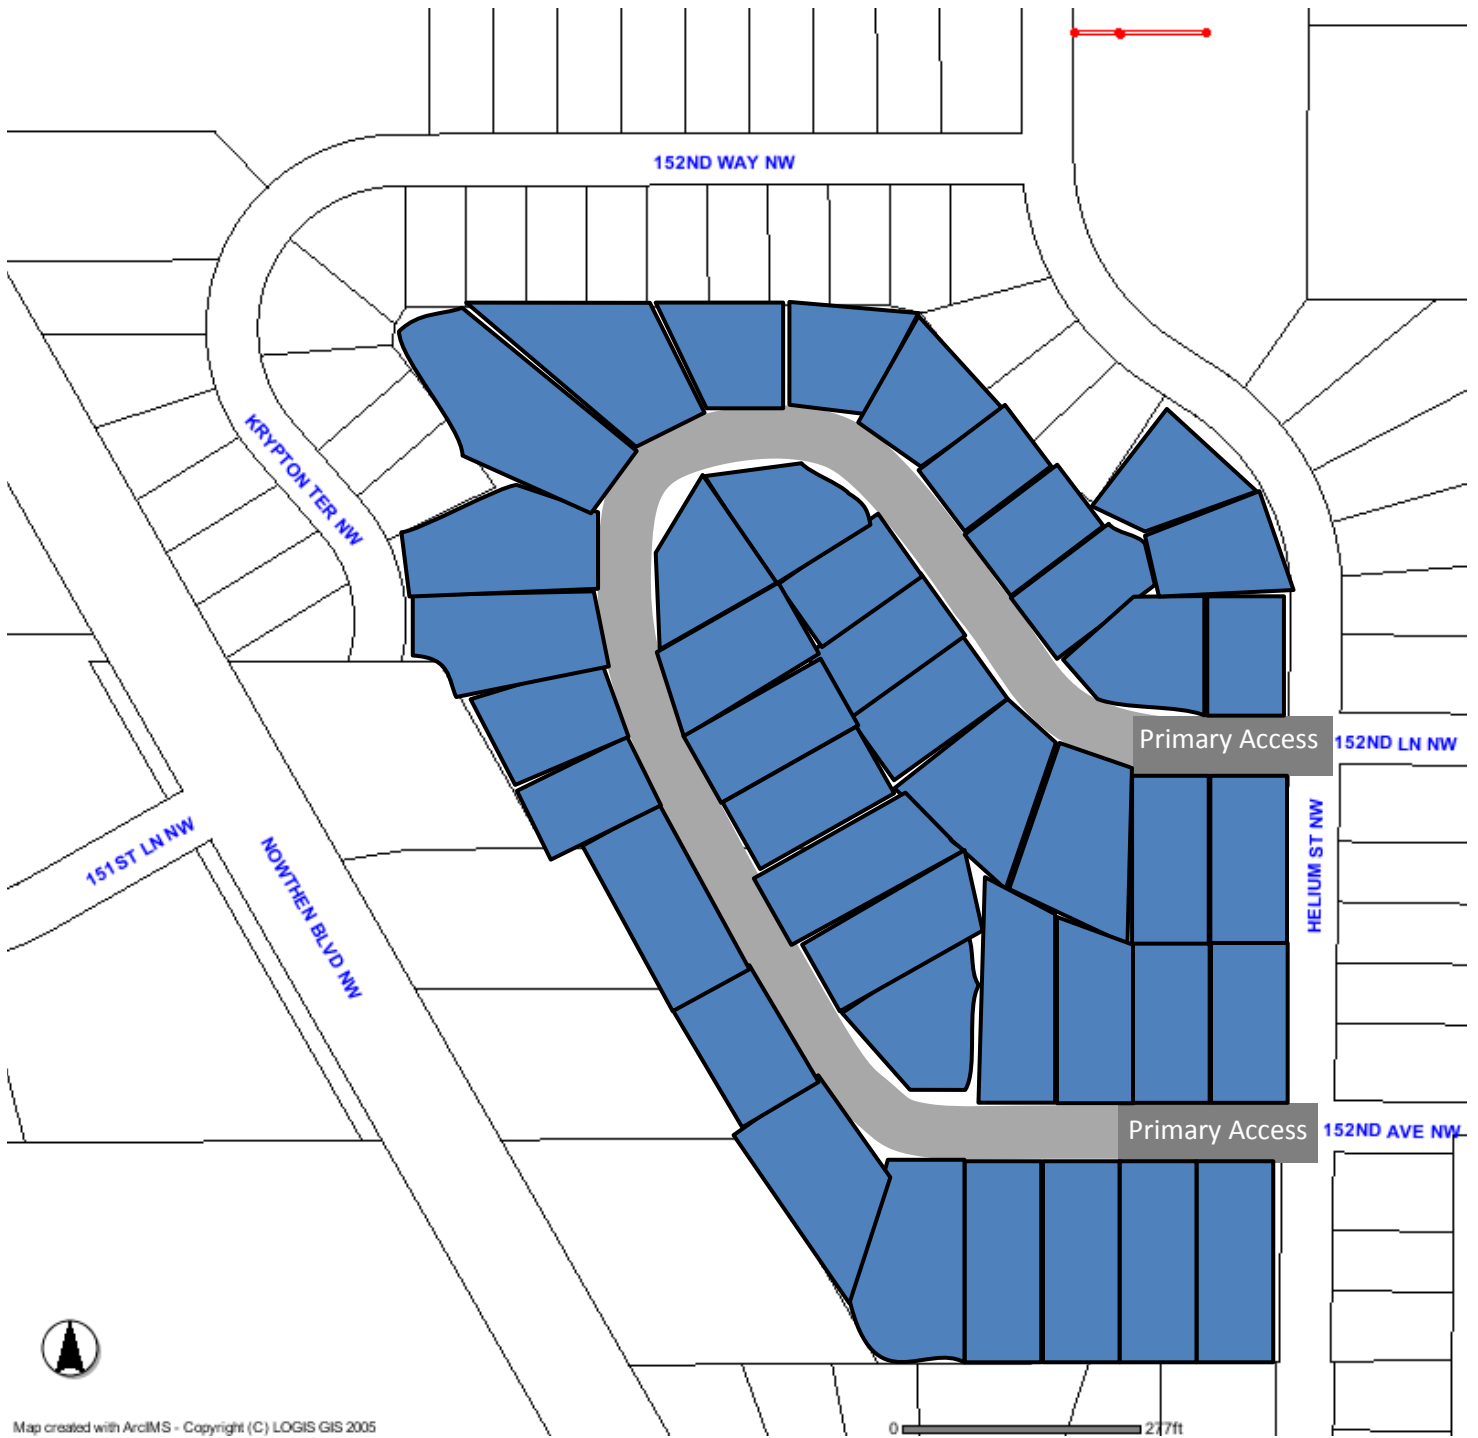 152ND WAY NW
KRYPTON TER NW
Primary Access
152ND LN NW
HELIUM ST NW
151ST LN NW
NOWTHEN BLVD NW
Primary Access
152ND AVE NW
Map created with ArcIMS - Copyright (C) LOGIS GIS 2005
0
277ft